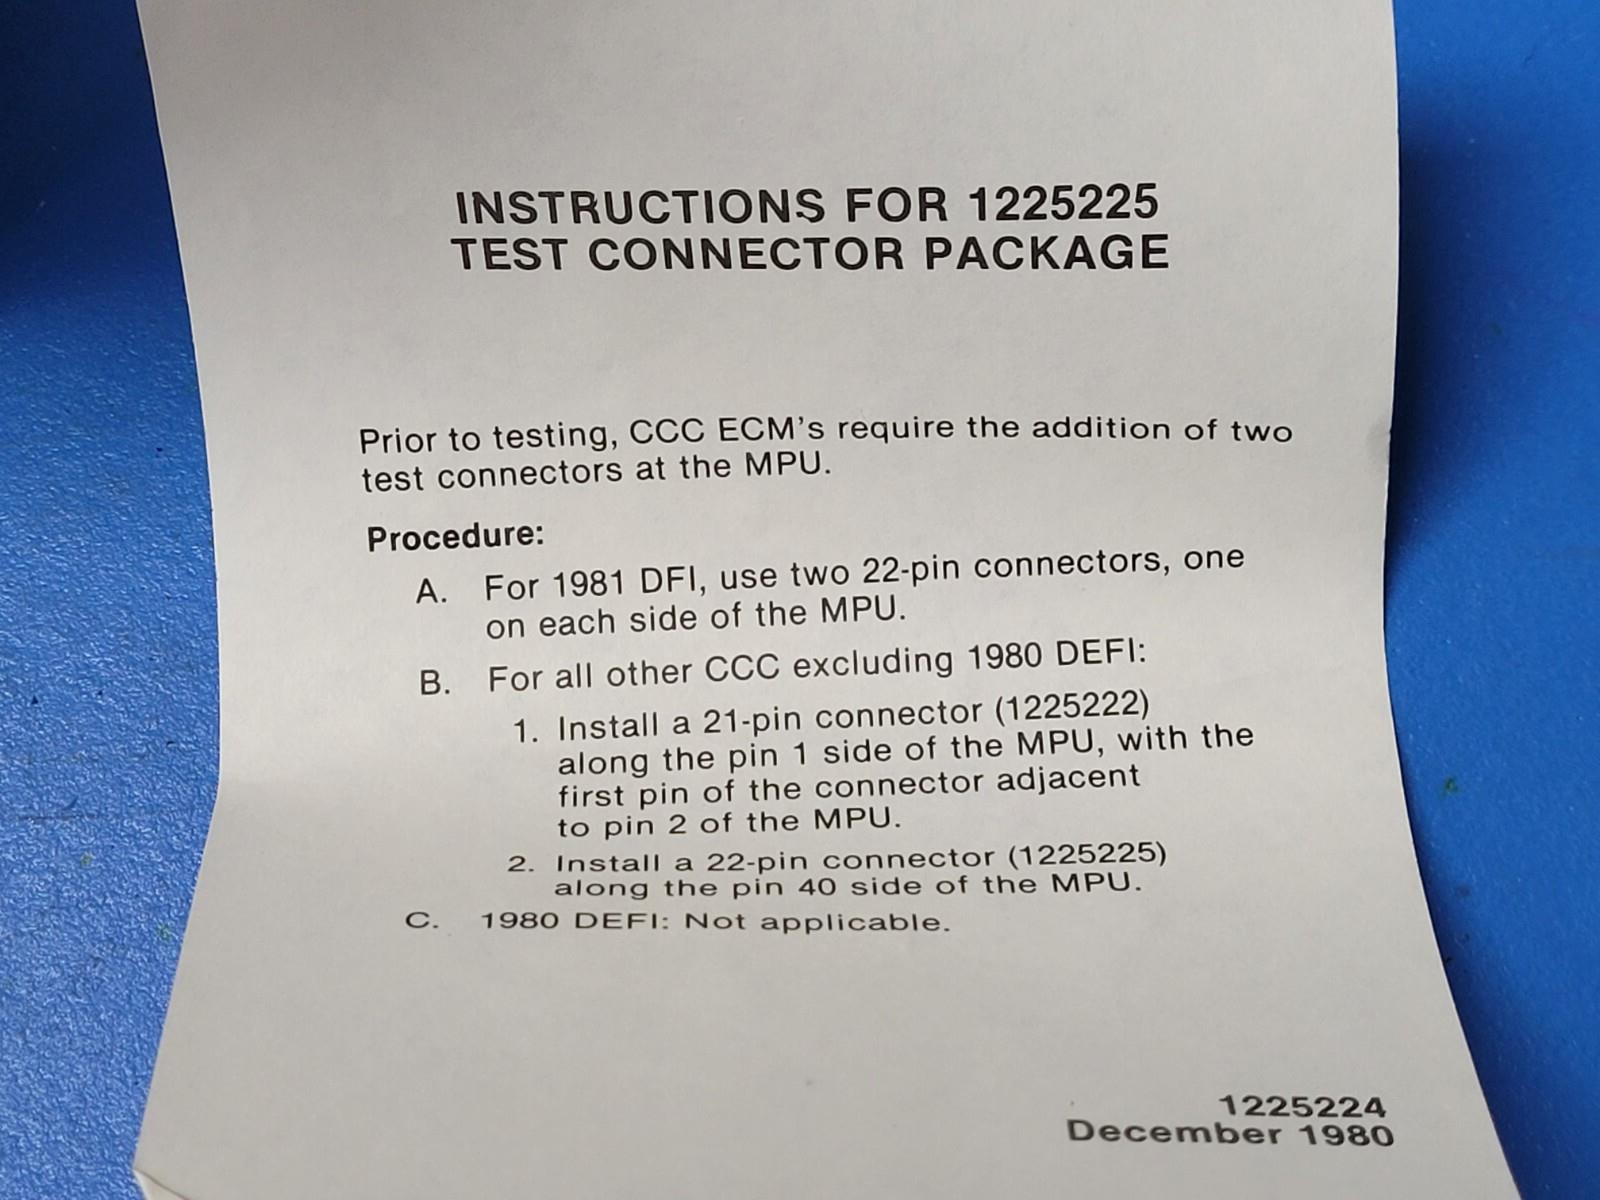 INSTRUCTIONS FOR 1225225
TEST CONNECTOR PACKAGE
Prior to testing, CCC ECM's require the addition of two
test connectors at the MPU.
Procedure:
A. For 1981 DFI, use two 22-pin connectors, one
on each side of the MPU.
B. For all other CCC excluding 1980 DEFI:
1. Install a 21-pin connector (1225222)
along the pin 1 side of the MPU, with the
first pin of the connector adjacent
to pin 2 of the MPU.
2. Install a 22-pin connector (1225225)
along the pin 40 side of the MPU.
C. 1980 DEFI: Not applicable.
1225224
December 1980